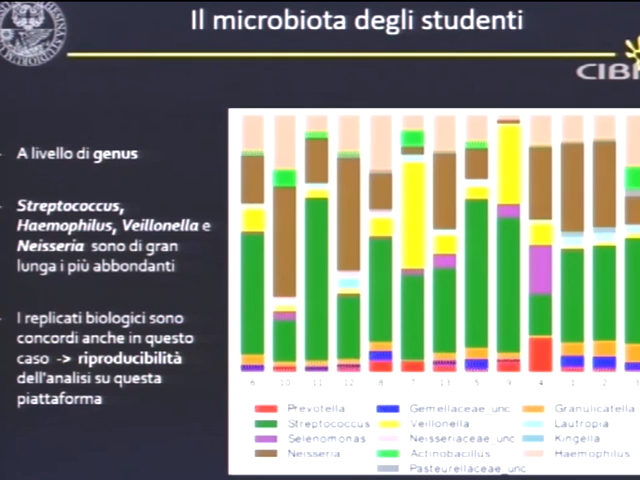 Il microbiota degli studenti
CIB
A livello di genus
Streptococcus,
Haemophilus, Veillonella e
Neisseria sono di gran
lunga i più abbondanti
I replicati biologici sono
concordi anche in questo
caso -> riproducibilità
dell'analisi su questa
piattaforma
6 10 11 12 8 7 13 5 9 4 1 2 3
Prevotella Gemellaceae_unc Granulicatella
Streptococcus Veillonella Lautropia
Selenomonas Neisseriaceae_unc Kingella
Neisseria Actinobacillus Haemophilus
Pasteurellaceae_unc